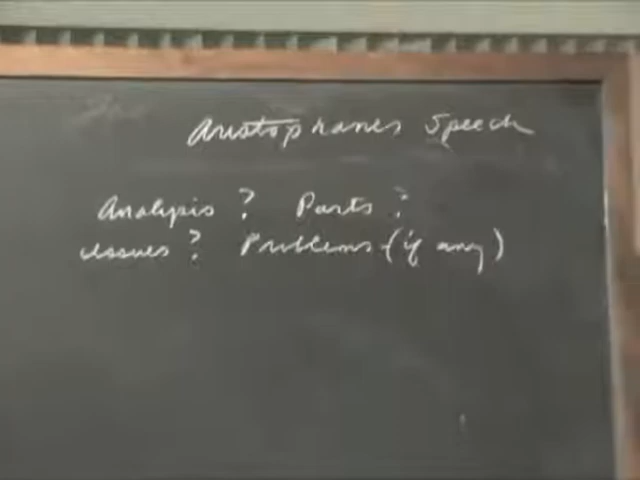 Aristophanes Speech
Analysis? Parts?
Issues? Problems (if any)